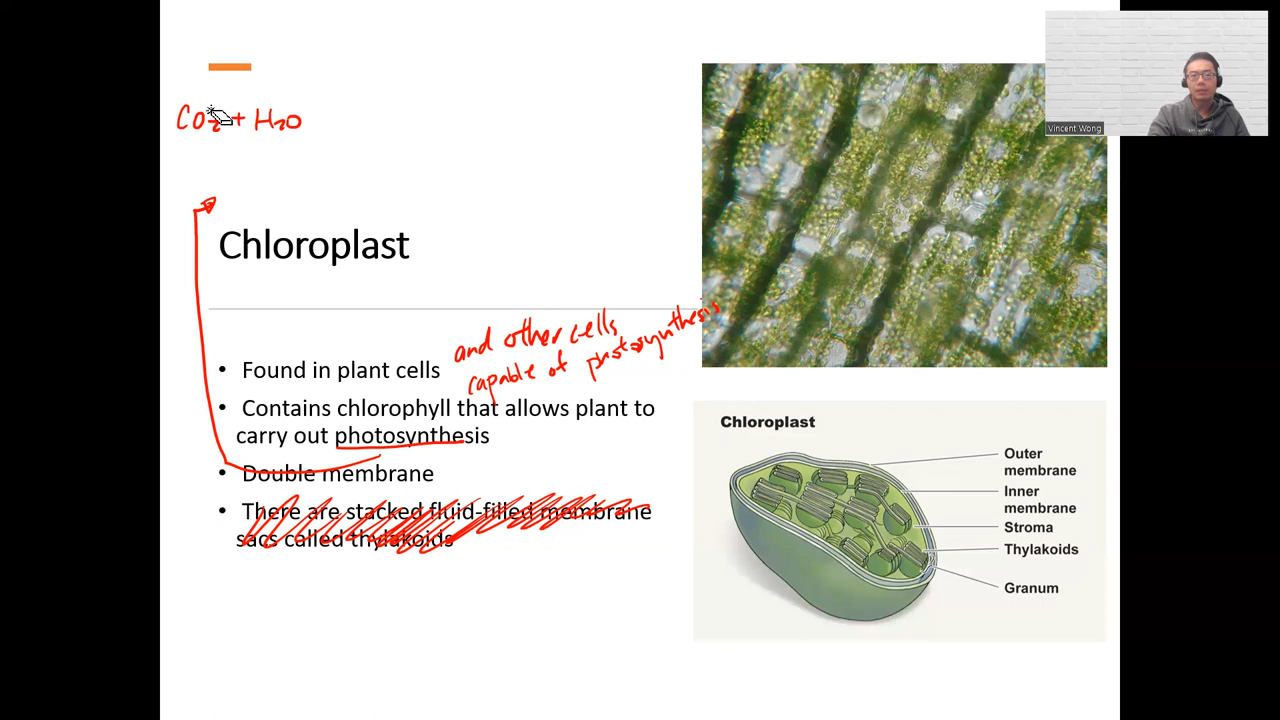 CO2 + H2O
Vincent Wong
Chloroplast
and other cells
capable of photosynthesis
• Found in plant cells
• Contains chlorophyll that allows plant to
carry out photosynthesis
• Double membrane
• There are stacked fluid-filled membrane
sacs called thylakoids
Chloroplast
Outer
membrane
Inner
membrane
Stroma
Thylakoids
Granum